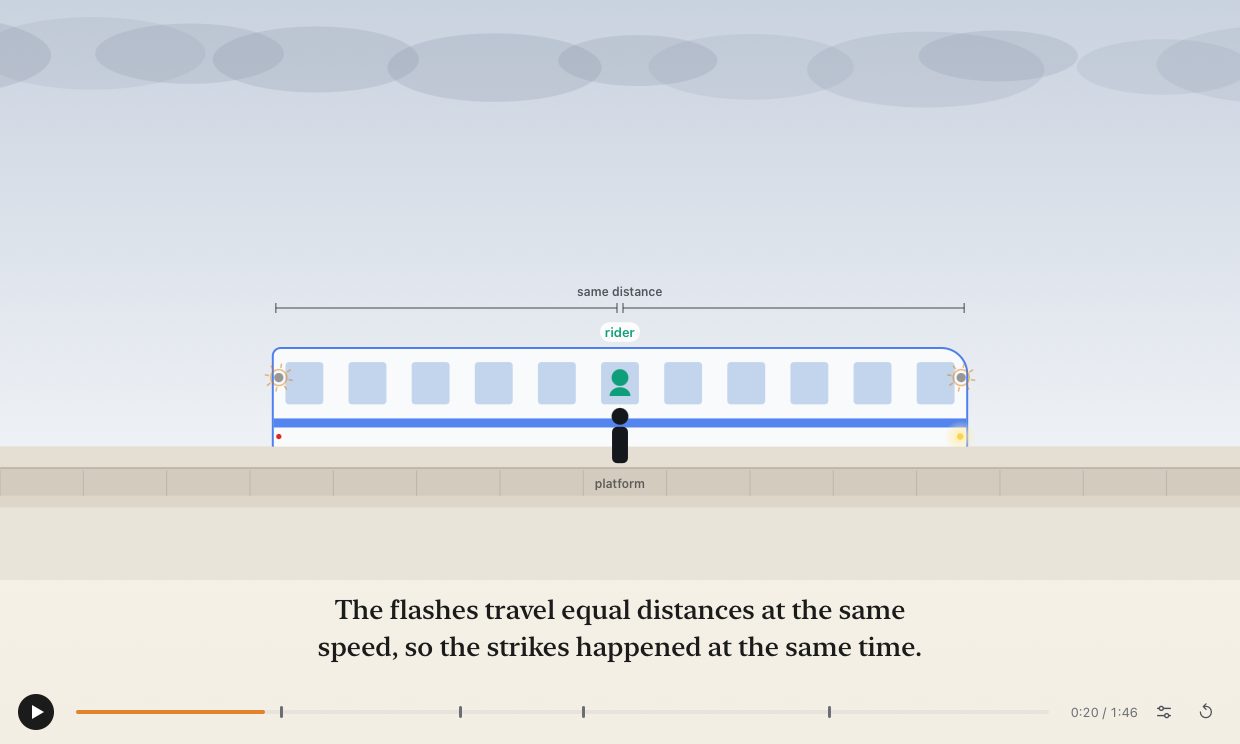 same distance
rider
platform
The flashes travel equal distances at the same
speed, so the strikes happened at the same time.
0:20 / 1:46